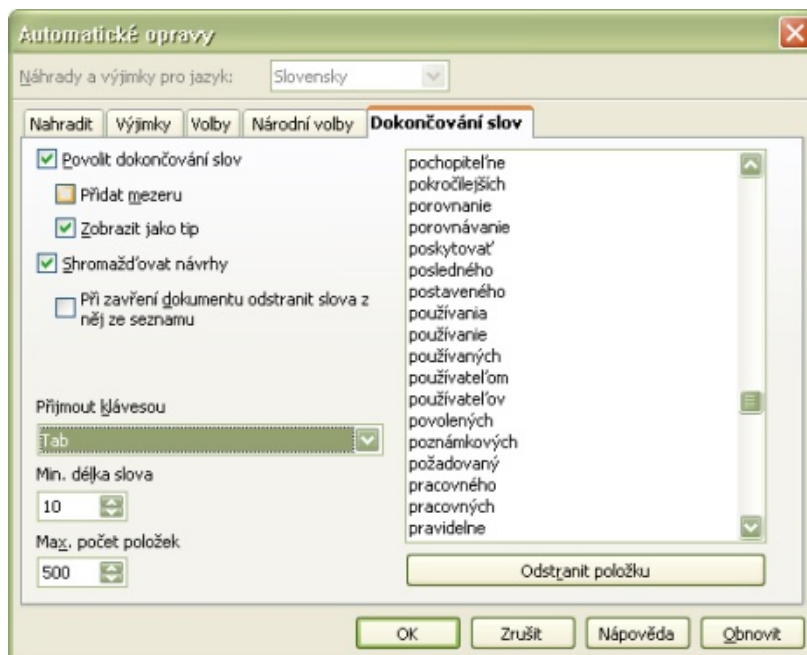 Automatické opravy
Náhrady a výjimky pro jazyk: Slovensky
Nahradit Výjimky Volby Národní volby Dokončování slov
Povolit dokončování slov
Přidat mezeru
Zobrazit jako tip
Shromažďovat návrhy
Při zavření dokumentu odstranit slova z
něj ze seznamu
Přijmout klávesou
Tab
Min. délka slova
10
Max. počet položek
500
pochopiteľne
pokročilejších
porovnanie
porovnávanie
poskytovať
posledného
postaveného
používania
používanie
používaných
používateľom
používateľov
povolených
poznámkových
požadovaný
pracovného
pracovných
pravidelne
Odstranit položku
OK Zrušit Nápověda Obnovit